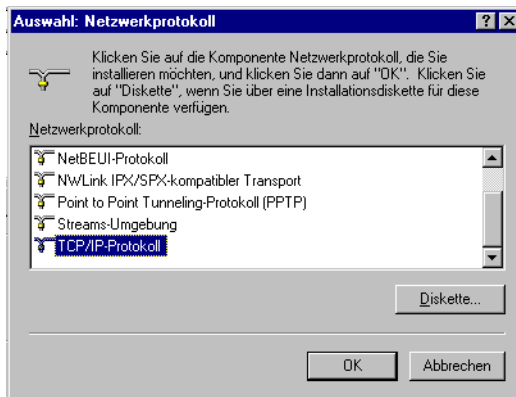 Auswahl: Netzwerkprotokoll
Klicken Sie auf die Komponente Netzwerkprotokoll, die Sie
installieren möchten, und klicken Sie dann auf "OK". Klicken Sie
auf "Diskette", wenn Sie über eine Installationsdiskette für diese
Komponente verfügen.
Netzwerkprotokoll:
NetBEUI-Protokoll
NWLink IPX/SPX-kompatibler Transport
Point to Point Tunneling-Protokoll (PPTP)
Streams-Umgebung
TCP/IP-Protokoll
Diskette...
OK
Abbrechen